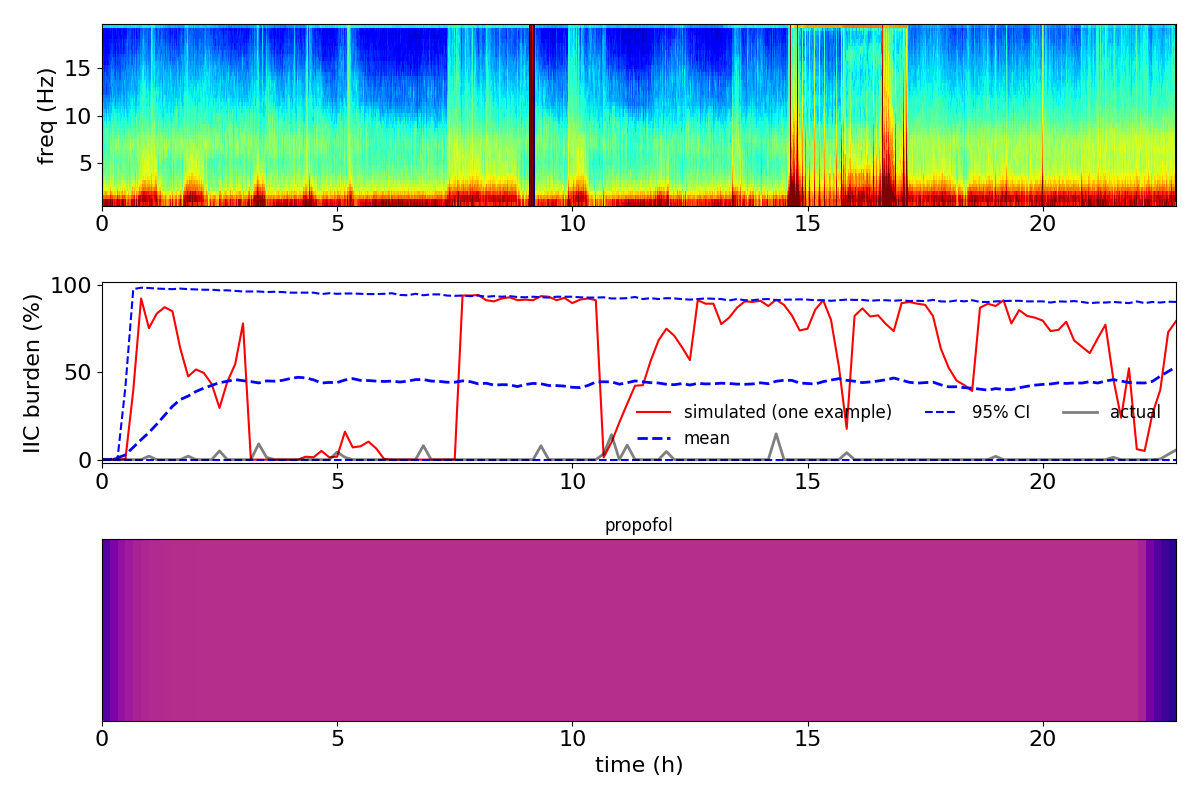 freq (Hz)
15
10
5
0 5 10 15 20
IIC burden (%)
100
50
0
simulated (one example) 95% CI actual
mean
0 5 10 15 20
propofol
0 5 10 15 20
time (h)